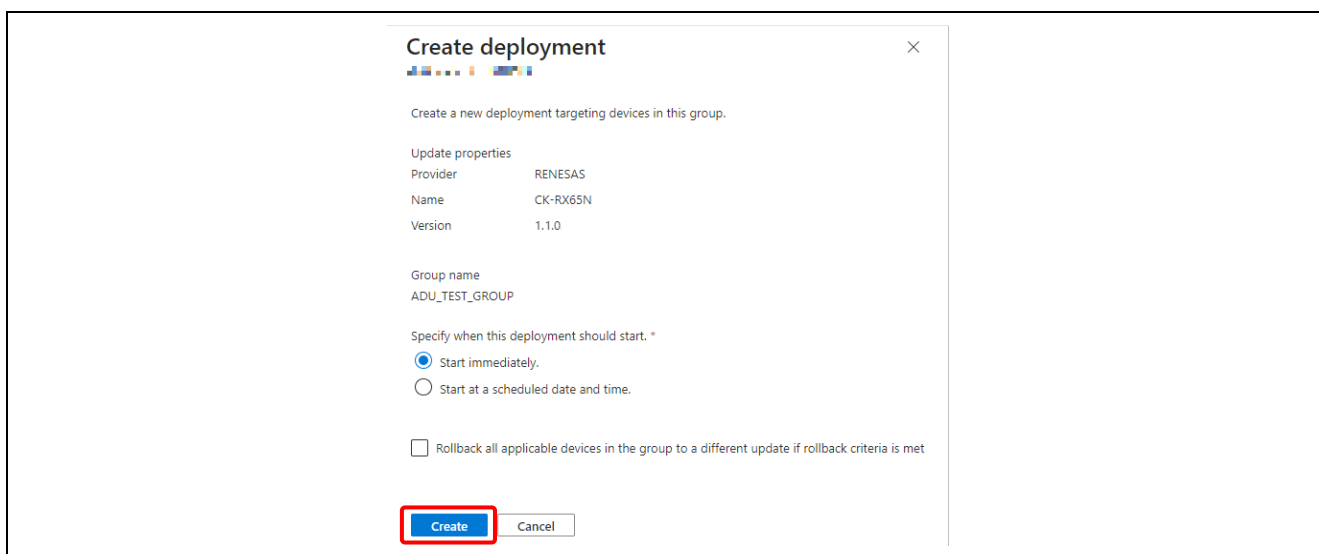 Create deployment
Create a new deployment targeting devices in this group.
Update properties
Provider RENESAS
Name CK-RX65N
Version 1.1.0
Group name
ADU_TEST_GROUP
Specify when this deployment should start. *
Start immediately.
Start at a scheduled date and time.
Rollback all applicable devices in the group to a different update if rollback criteria is met
Create Cancel